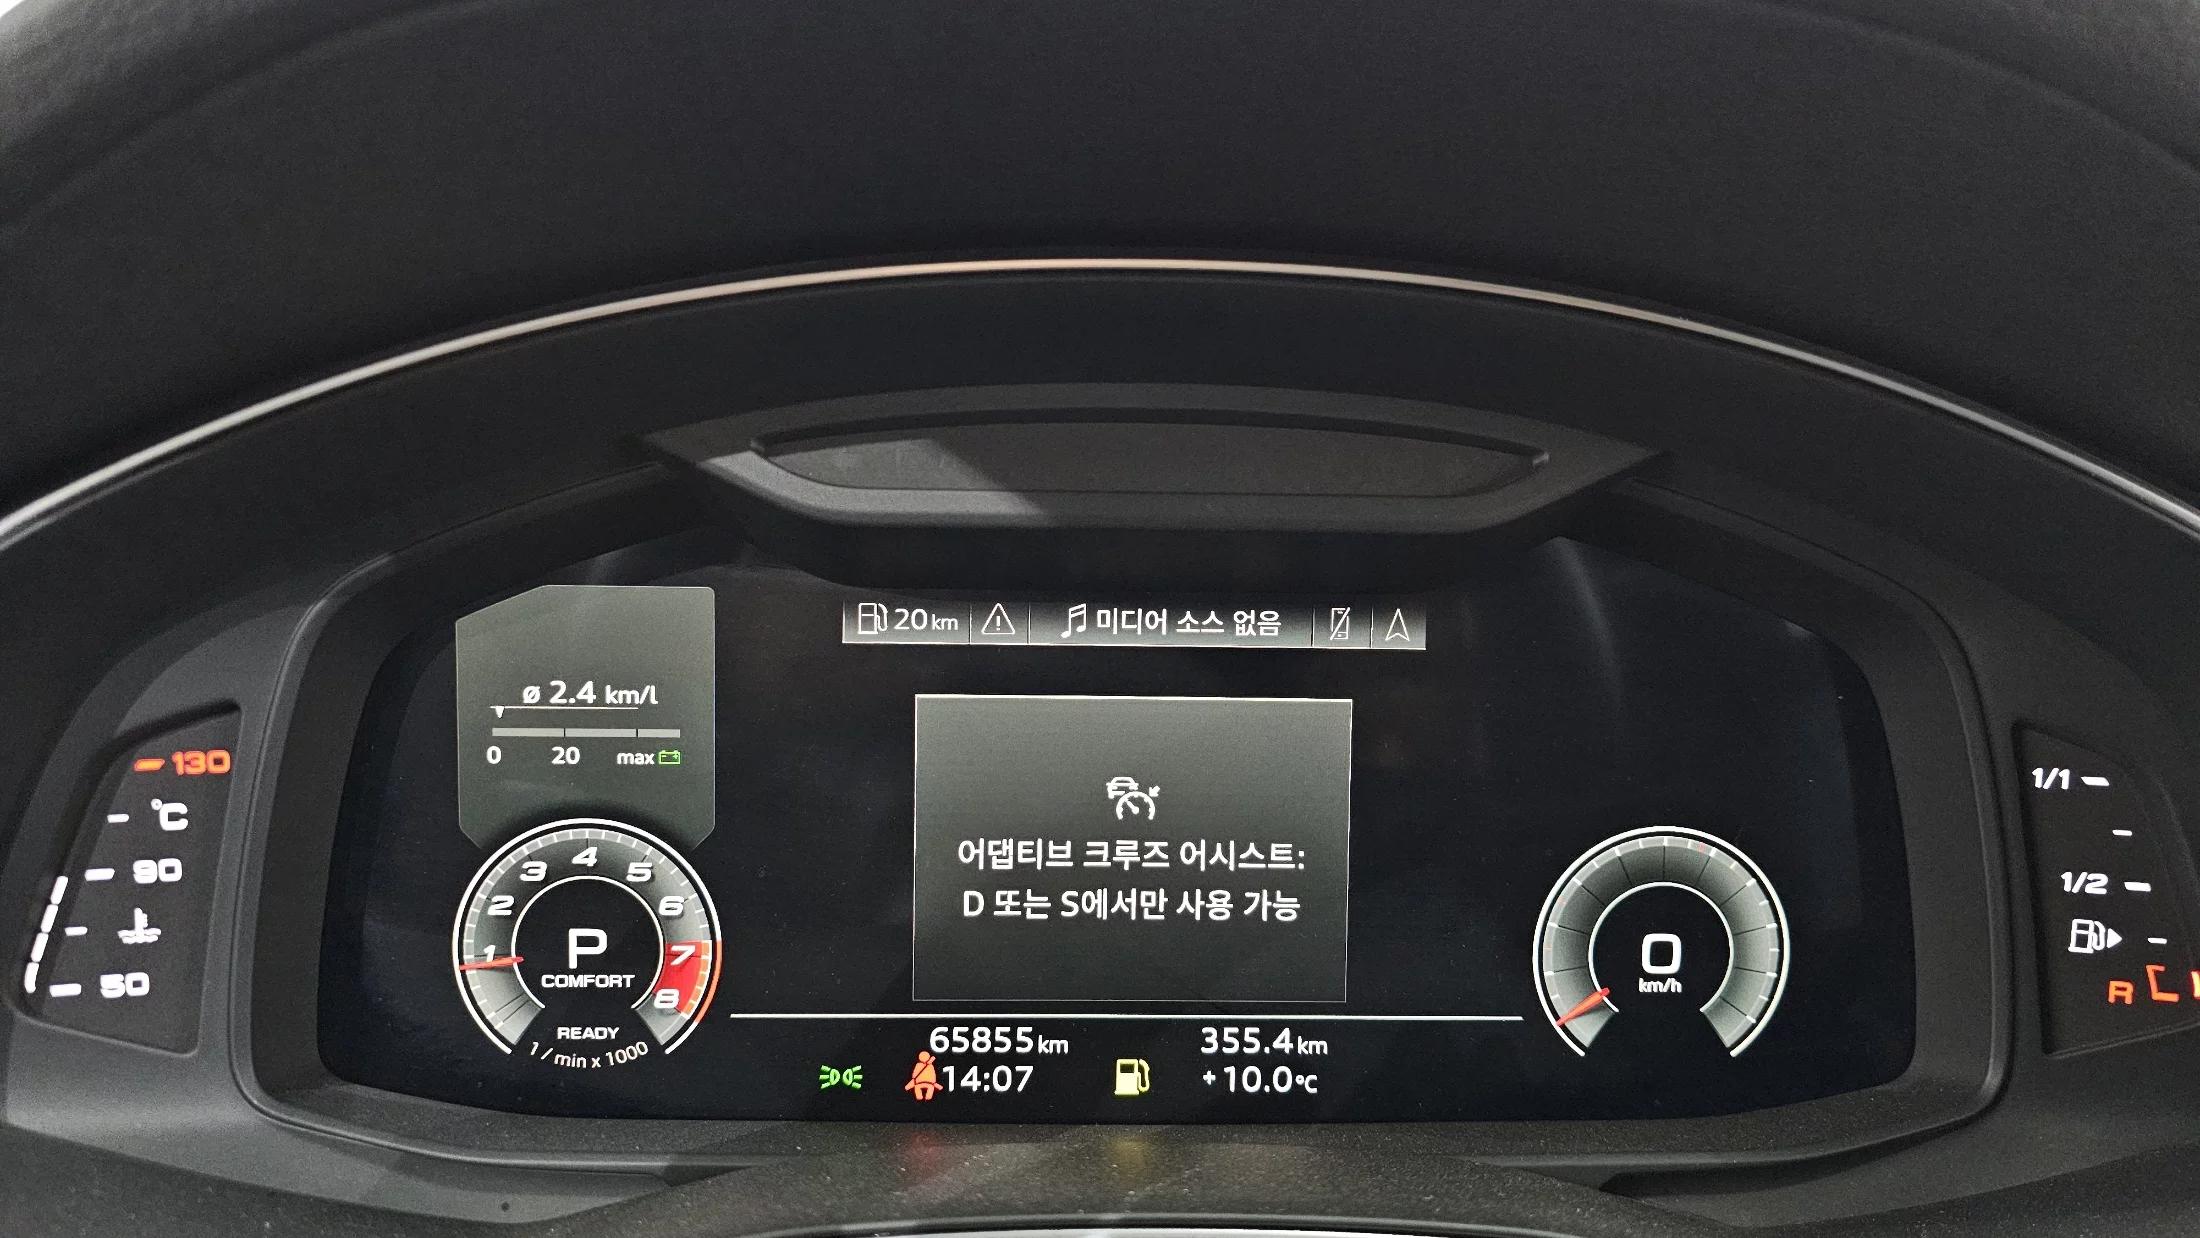 20 km
미디어 소스 없음
ø 2.4 km/l
0 20 max
130
°C
90
50
1 2 3 4 5 6 7 8
P
COMFORT
READY
1 / min x 1000
어댑티브 크루즈 어시스트:
D 또는 S에서만 사용 가능
0
km/h
1/1
1/2
R
65855 km
355.4 km
14:07
+10.0°C